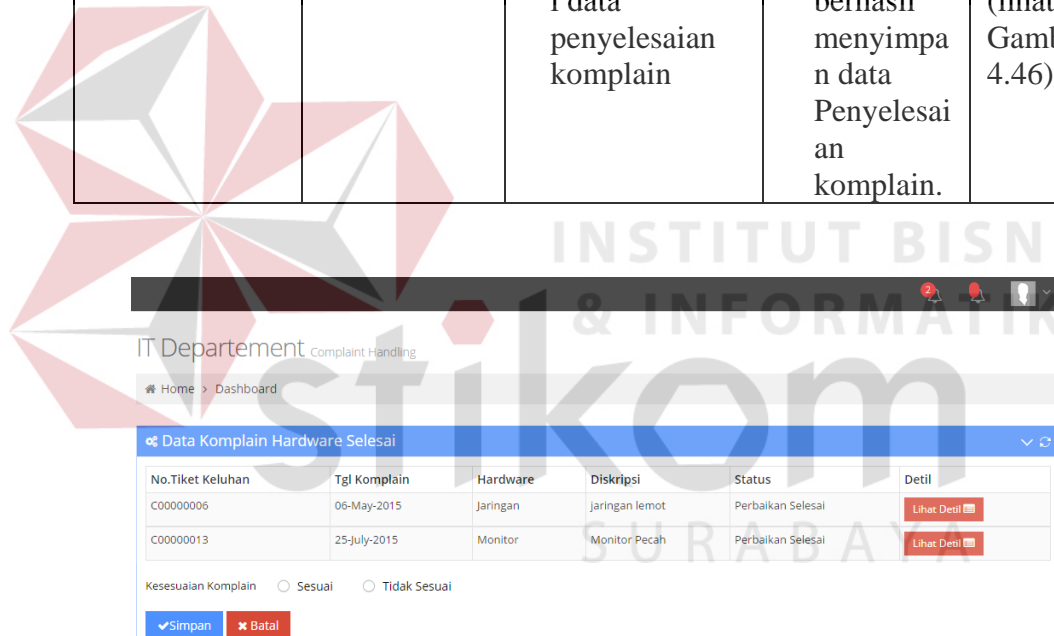 i data
penyelesaian
komplain
berhasil
menyimpa
n data
Penyelesai
an
komplain.
(lihat
Gamb
4.46)
INSTITUT BISN
& INFORMATIK
stikom
SURABAYA
2
IT Departement Complaint Handling
Home > Dashboard
Data Komplain Hardware Selesai
No.Tiket Keluhan Tgl Komplain Hardware Diskripsi Status Detil
C00000006 06-May-2015 Jaringan jaringan lemot Perbaikan Selesai Lihat Detil
C00000013 25-July-2015 Monitor Monitor Pecah Perbaikan Selesai Lihat Detil
Kesesuaian Komplain Sesuai Tidak Sesuai
Simpan Batal